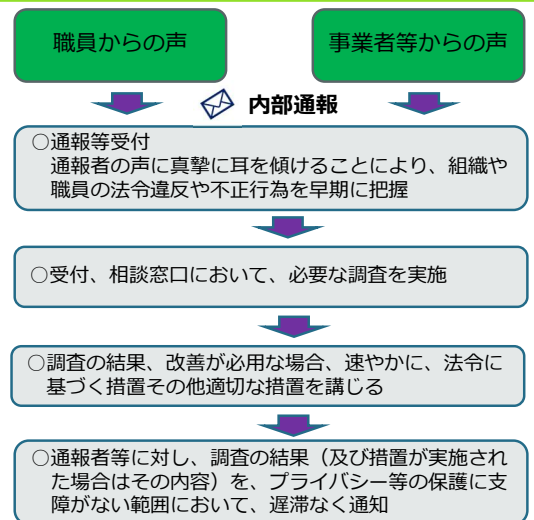 職員からの声
事業者等からの声
内部通報
○通報等受付
通報者の声に真摯に耳を傾けることにより、組織や
職員の法令違反や不正行為を早期に把握
○受付、相談窓口において、必要な調査を実施
○調査の結果、改善が必用な場合、速やかに、法令に
基づく措置その他適切な措置を講じる
○通報者等に対し、調査の結果（及び措置が実施され
た場合はその内容）を、プライバシー等の保護に支
障がない範囲において、遅滞なく通知